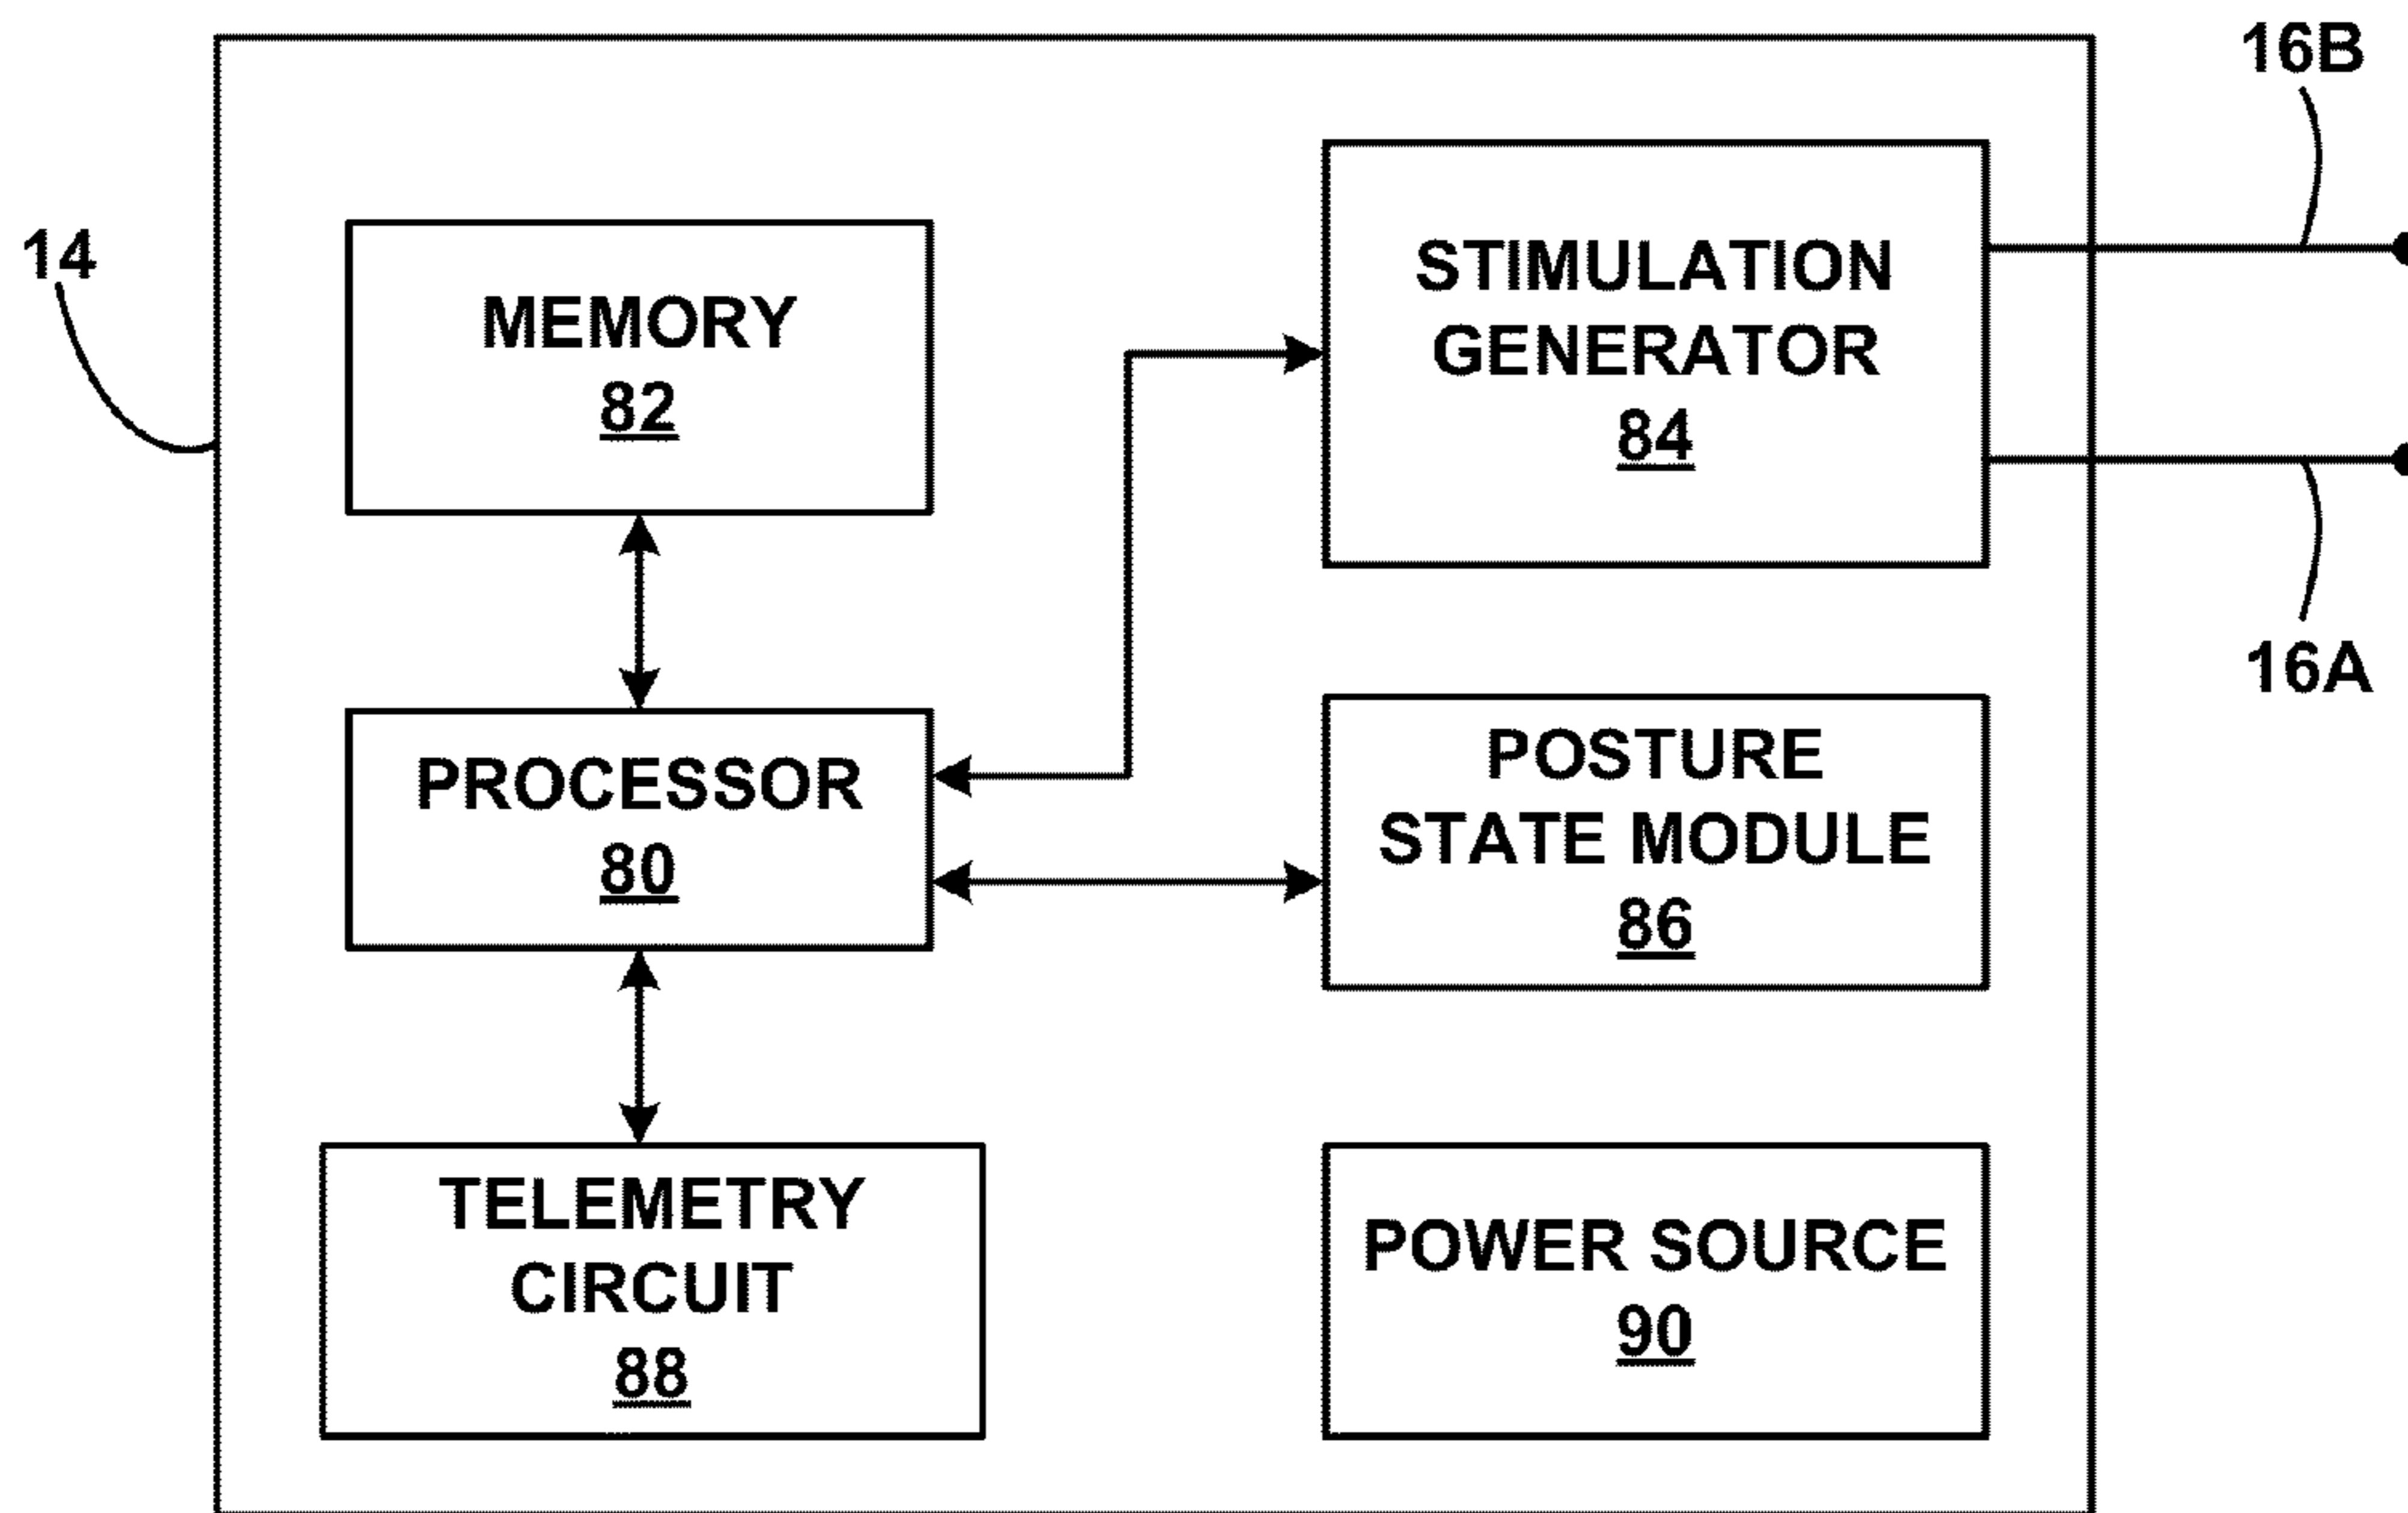 16B
14
MEMORY
82
STIMULATION
GENERATOR
84
16A
PROCESSOR
80
POSTURE
STATE MODULE
86
TELEMETRY
CIRCUIT
88
POWER SOURCE
90